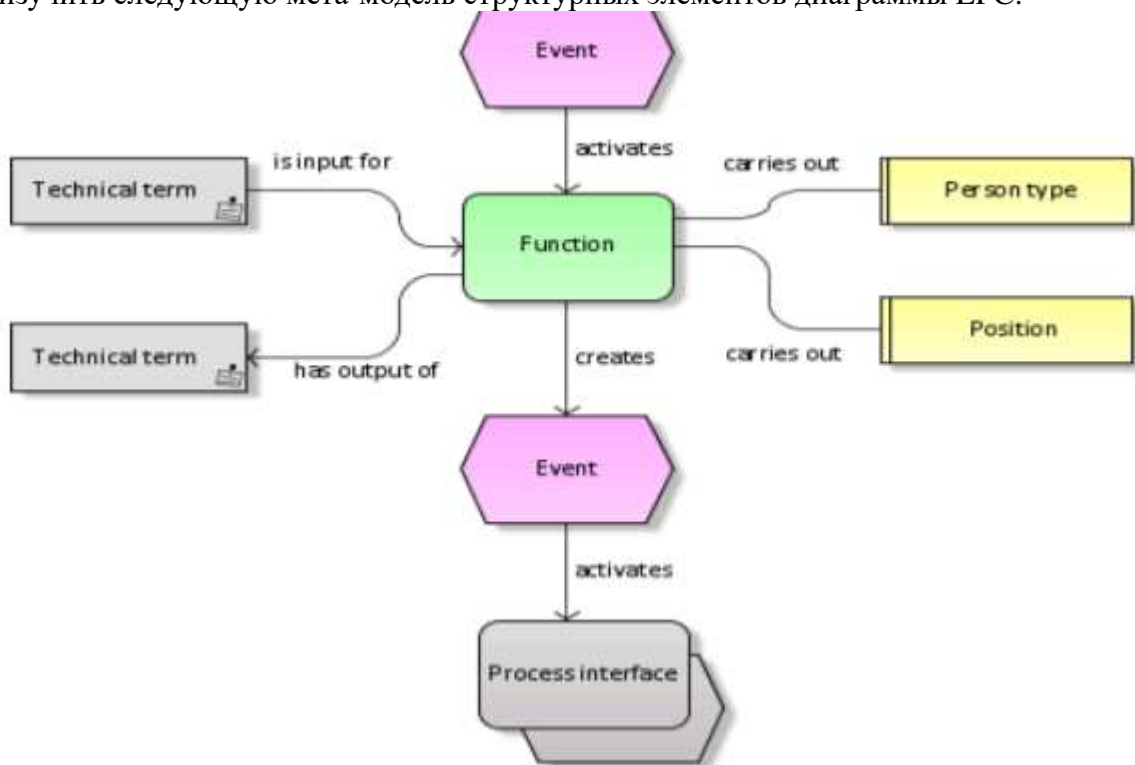 изучить следующую мета-модель структурных элементов диаграммы EPC:
Event
activates
is input for
carries out
Technical term
Person type
Function
Technical term
Position
has output of
creates
carries out
Event
activates
Process interface